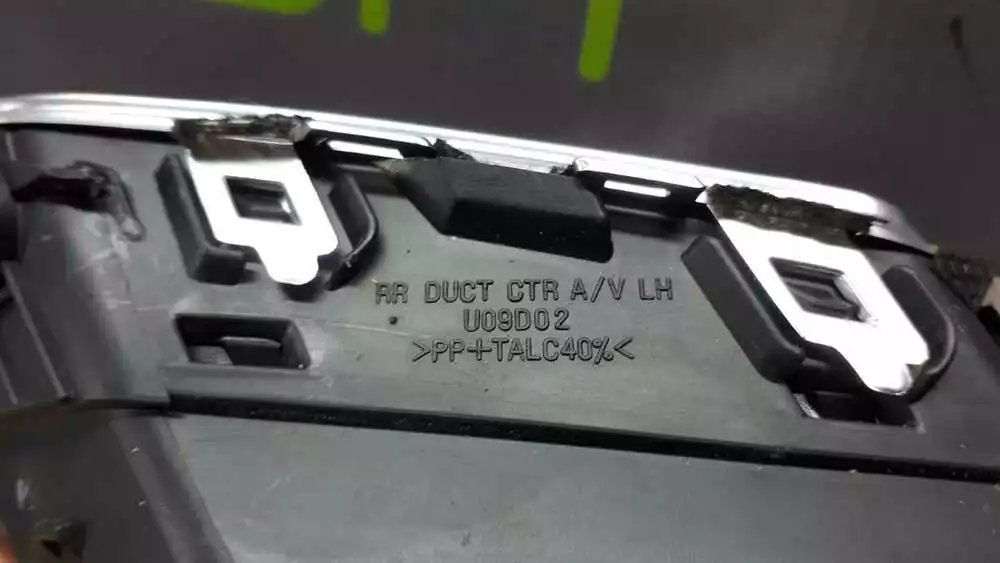 RR DUCT CTR A/V LH
U09D02
>PP+TALC40%<